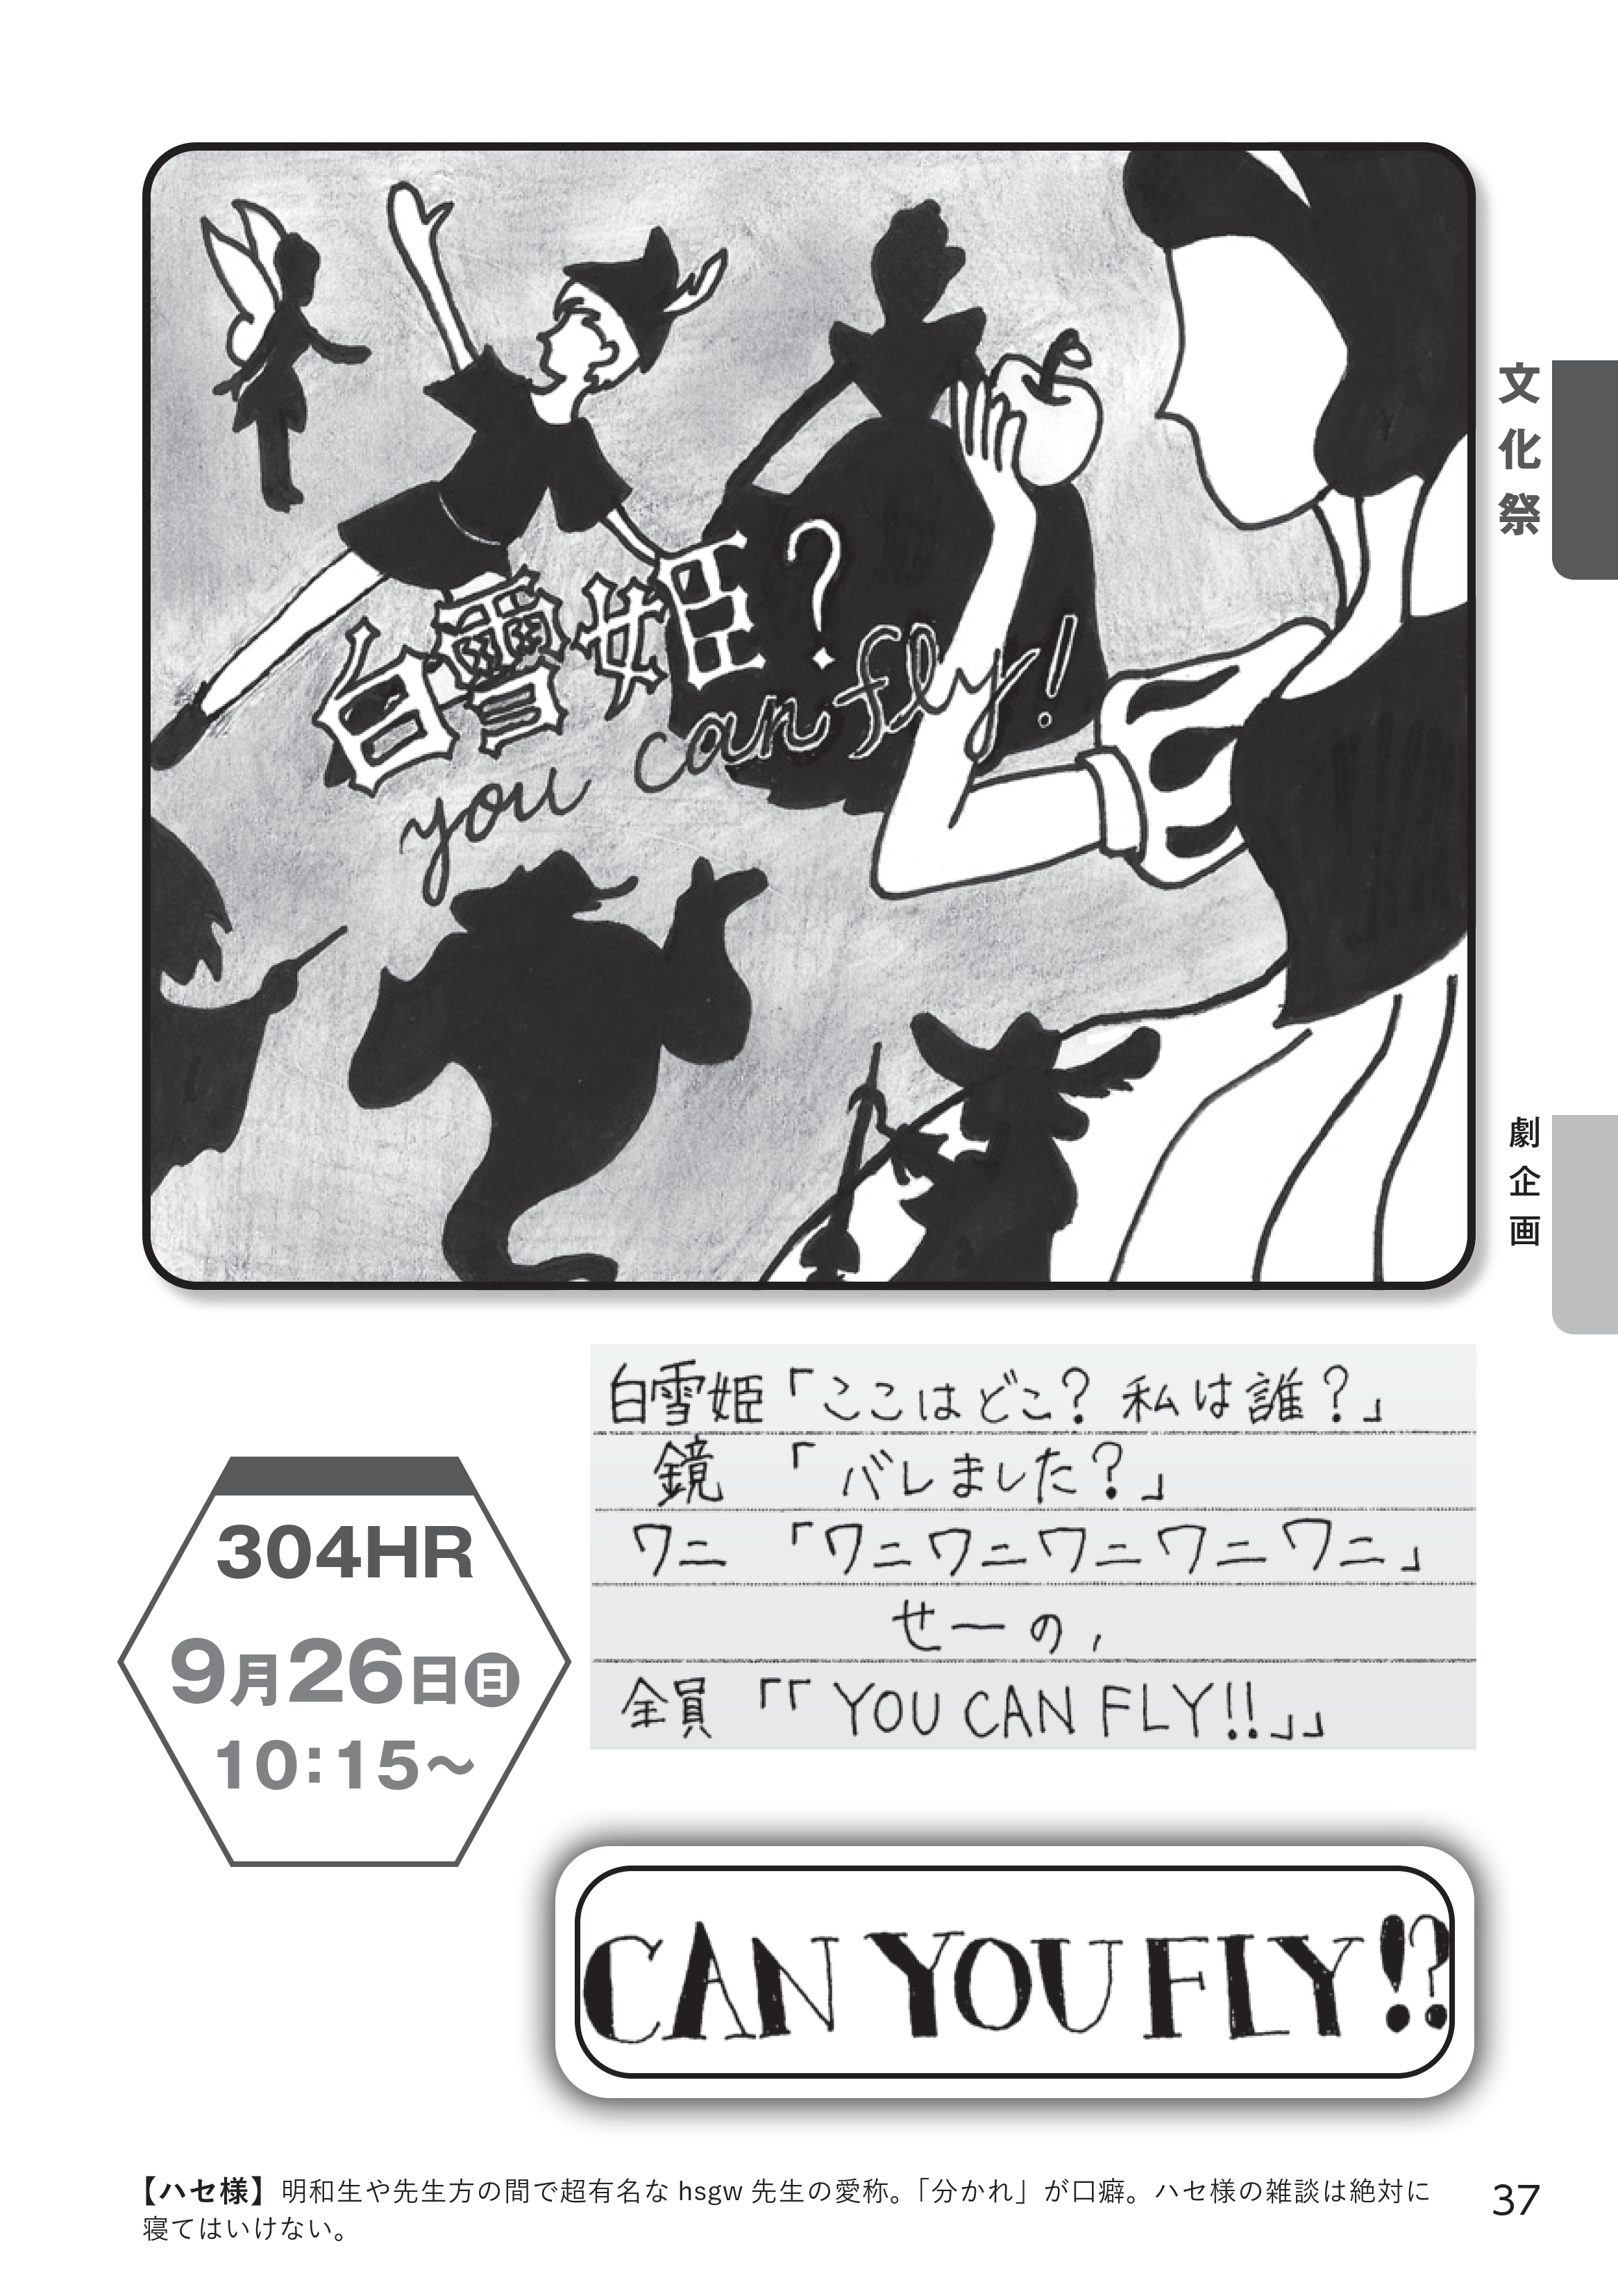 文化祭
白雪姫?
you can fly!
劇企画
白雪姫「ここはどこ? 私は誰?」
鏡 「バレました?」
ワニ 「ワニワニワニワニワニ」
せーの,
全員 「「YOU CAN FLY!!」」
304HR
9月26日㊐
10:15〜
CAN YOU FLY!?
【ハセ様】明和生や先生方の間で超有名な hsgw 先生の愛称。「分かれ」が口癖。ハセ様の雑談は絶対に
寝てはいけない。
37